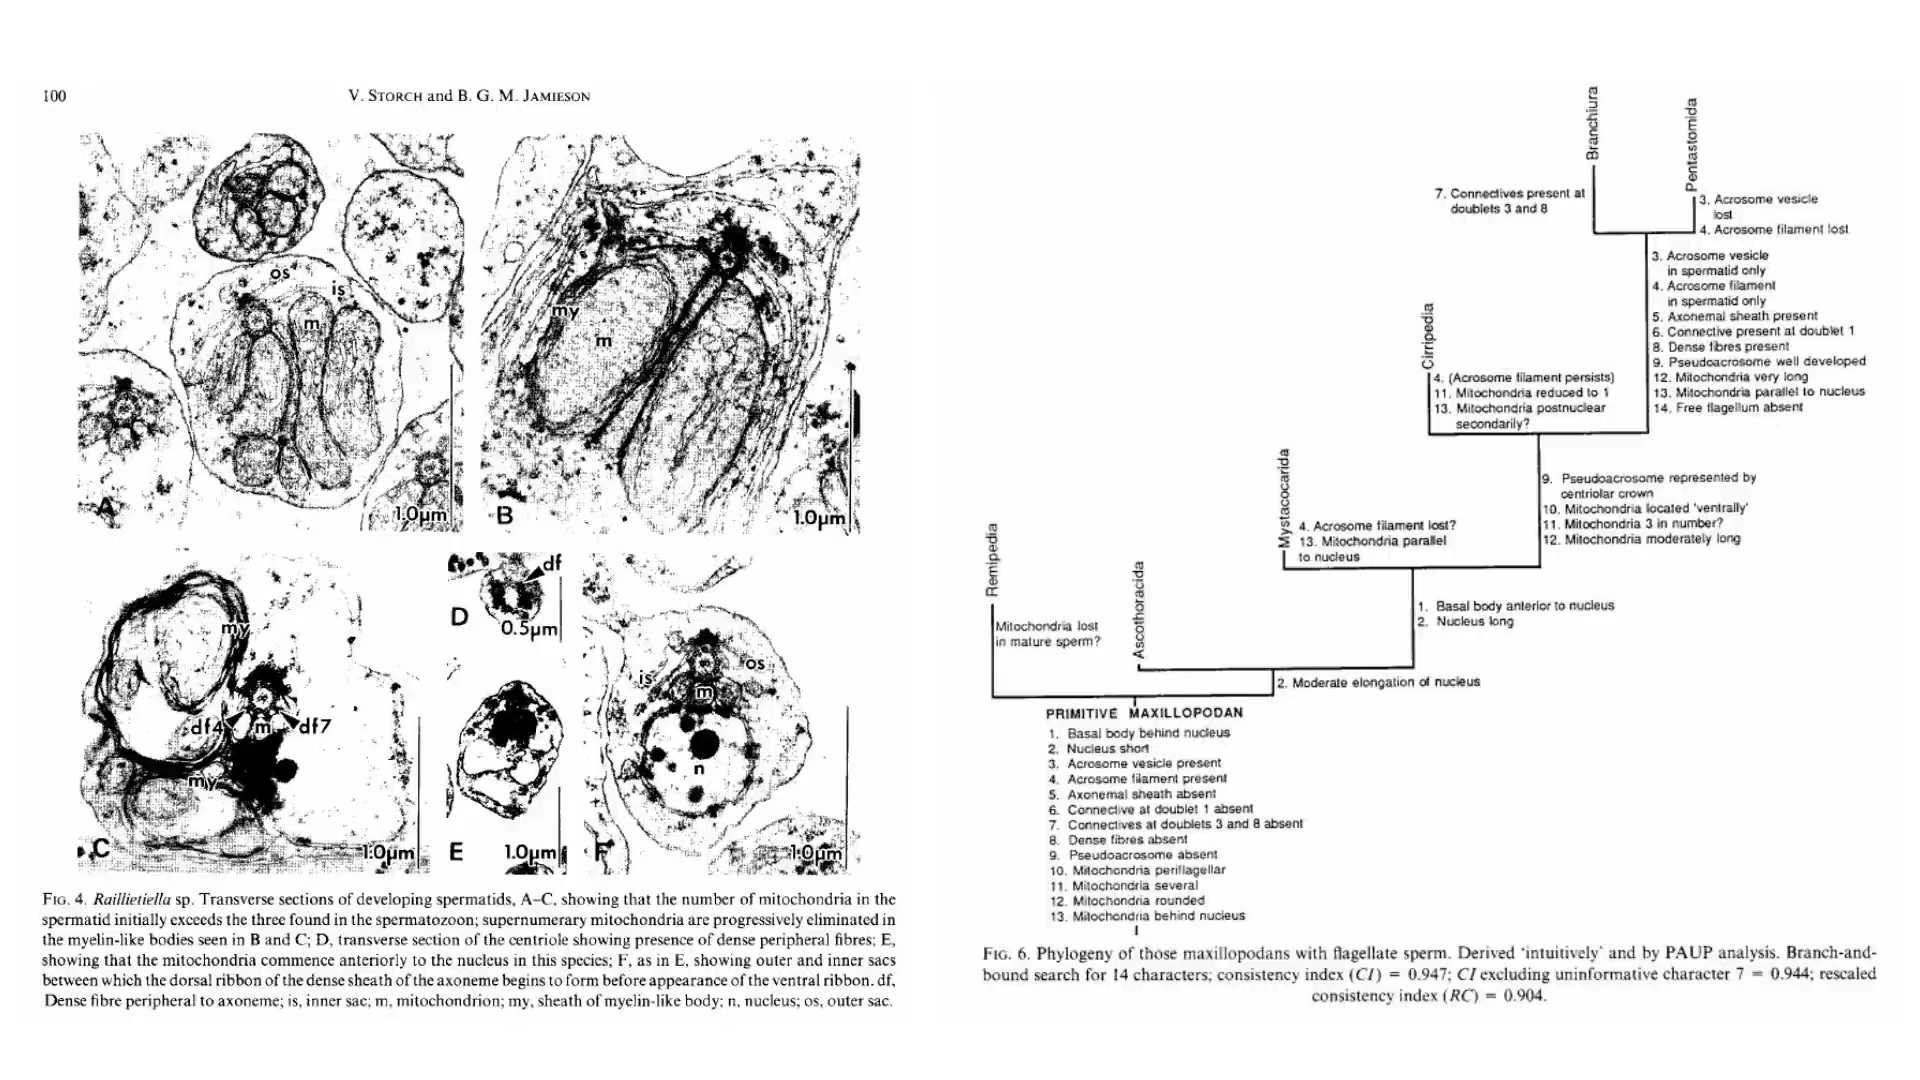 100
V. STORCH and B. G. M. JAMIESON
os
is
m
A
1.0µm
my
m
B
1.0µm
my
df4
m
df7
my
C
1.0µm
df
D
0.5µm
E
1.0µm
os
is
m
n
F
1.0µm
FIG. 4. Raillietiella sp. Transverse sections of developing spermatids, A–C, showing that the number of mitochondria in the
spermatid initially exceeds the three found in the spermatozoon; supernumerary mitochondria are progressively eliminated in
the myelin-like bodies seen in B and C; D, transverse section of the centriole showing presence of dense peripheral fibres; E,
showing that the mitochondria commence anteriorly to the nucleus in this species; F, as in E, showing outer and inner sacs
between which the dorsal ribbon of the dense sheath of the axoneme begins to form before appearance of the ventral ribbon. df,
Dense fibre peripheral to axoneme; is, inner sac; m, mitochondrion; my, sheath of myelin-like body; n, nucleus; os, outer sac.
Branchiura
Pentastomida
7. Connectives present at
doublets 3 and 8
3. Acrosome vesicle
lost
4. Acrosome filament lost
3. Acrosome vesicle
in spermatid only
4. Acrosome filament
in spermatid only
5. Axonemal sheath present
6. Connective present at doublet 1
8. Dense fibres present
9. Pseudoacrosome well developed
12. Mitochondria very long
13. Mitochondria parallel to nucleus
14. Free flagellum absent
Cirripedia
4. (Acrosome filament persists)
11. Mitochondria reduced to 1
13. Mitochondria postnuclear
secondarily?
9. Pseudoacrosome represented by
centriolar crown
10. Mitochondria located 'ventrally'
11. Mitochondria 3 in number?
12. Mitochondria moderately long
Mystacocarida
4. Acrosome filament lost?
13. Mitochondria parallel
to nucleus
1. Basal body anterior to nucleus
2. Nucleus long
Remipedia
Mitochondria lost
in mature sperm?
Ascothoracida
2. Moderate elongation of nucleus
PRIMITIVE MAXILLOPODAN
1. Basal body behind nucleus
2. Nucleus short
3. Acrosome vesicle present
4. Acrosome filament present
5. Axonemal sheath absent
6. Connective at doublet 1 absent
7. Connectives at doublets 3 and 8 absent
8. Dense fibres absent
9. Pseudoacrosome absent
10. Mitochondria periflagellar
11. Mitochondria several
12. Mitochondria rounded
13. Mitochondria behind nucleus
FIG. 6. Phylogeny of those maxillopodans with flagellate sperm. Derived 'intuitively' and by PAUP analysis. Branch-and-
bound search for 14 characters; consistency index (CI) = 0.947; CI excluding uninformative character 7 = 0.944; rescaled
consistency index (RC) = 0.904.